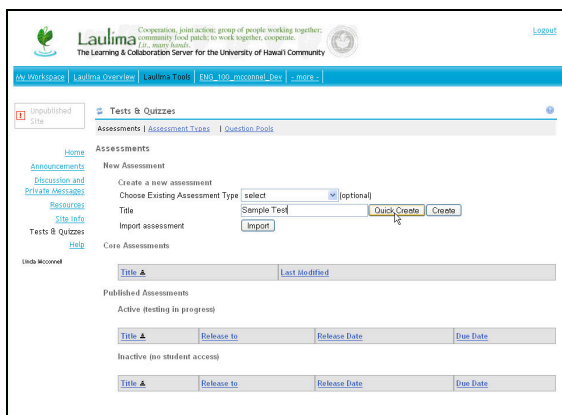 Logout
Laulima
Cooperation, joint action; group of people working together;
community food patch; to work together, cooperate.
Lit., many hands.
The Learning & Collaboration Server for the University of Hawai'i Community
My Workspace | Laulima Overview | Laulima Tools | ENG_100_mcconnel_Dev | - more - |
Unpublished
Site
Tests & Quizzes
Assessments | Assessment Types | Question Pools
Home
Announcements
Discussion and
Private Messages
Resources
Site Info
Tests & Quizzes
Help
Linda Mcconnell
Assessments
New Assessment
Create a new assessment
Choose Existing Assessment Type select (optional)
Title Sample Test Quick Create Create
Import assessment Import
Core Assessments
Title Last Modified
Published Assessments
Active (testing in progress)
Title Release to Release Date Due Date
Inactive (no student access)
Title Release to Release Date Due Date